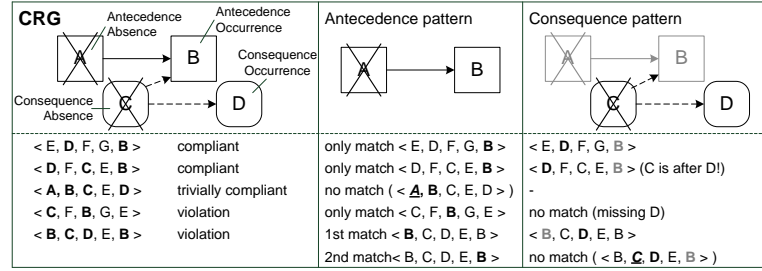 CRG
Antecedence
Absence
Antecedence
Occurrence
A
B
Consequence
Occurrence
Consequence
Absence
C
D
Antecedence pattern
A
B
Consequence pattern
A
B
C
D
< E, D, F, G, B > compliant only match < E, D, F, G, B > < E, D, F, G, B >
< D, F, C, E, B > compliant only match < D, F, C, E, B > < D, F, C, E, B > (C is after D!)
< A, B, C, E, D > trivially compliant no match ( < A, B, C, E, D > ) -
< C, F, B, G, E > violation only match < C, F, B, G, E > no match (missing D)
< B, C, D, E, B > violation 1st match < B, C, D, E, B > < B, C, D, E, B >
2nd match< B, C, D, E, B > no match ( < B, C, D, E, B > )